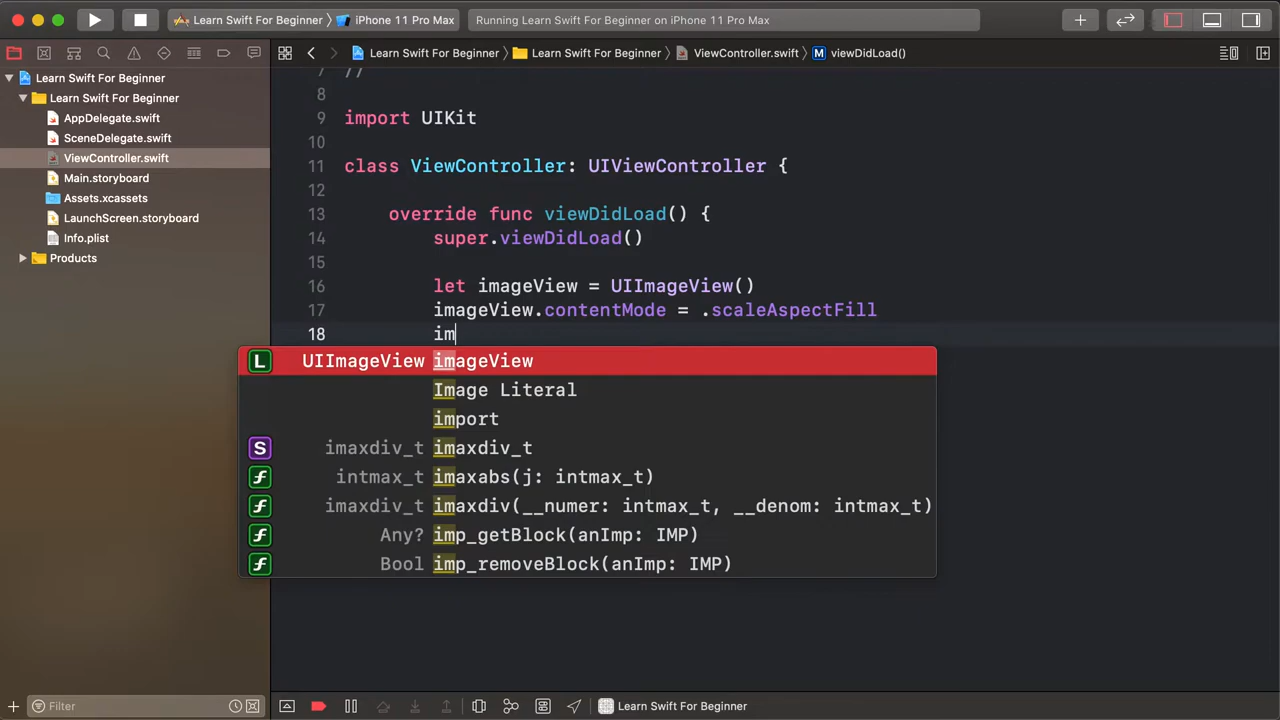 Learn Swift For Beginner 〉 iPhone 11 Pro Max
Running Learn Swift For Beginner on iPhone 11 Pro Max
Learn Swift For Beginner 〉 Learn Swift For Beginner 〉 ViewController.swift 〉 M viewDidLoad()
Learn Swift For Beginner
Learn Swift For Beginner
AppDelegate.swift
SceneDelegate.swift
ViewController.swift
Main.storyboard
Assets.xcassets
LaunchScreen.storyboard
Info.plist
Products
7 //
8
9 import UIKit
10
11 class ViewController: UIViewController {
12
13 override func viewDidLoad() {
14 super.viewDidLoad()
15
16 let imageView = UIImageView()
17 imageView.contentMode = .scaleAspectFill
18 im
L UIImageView imageView
Image Literal
import
S imaxdiv_t imaxdiv_t
f intmax_t imaxabs(j: intmax_t)
f imaxdiv_t imaxdiv(__numer: intmax_t, __denom: intmax_t)
f Any? imp_getBlock(anImp: IMP)
f Bool imp_removeBlock(anImp: IMP)
Filter
Learn Swift For Beginner